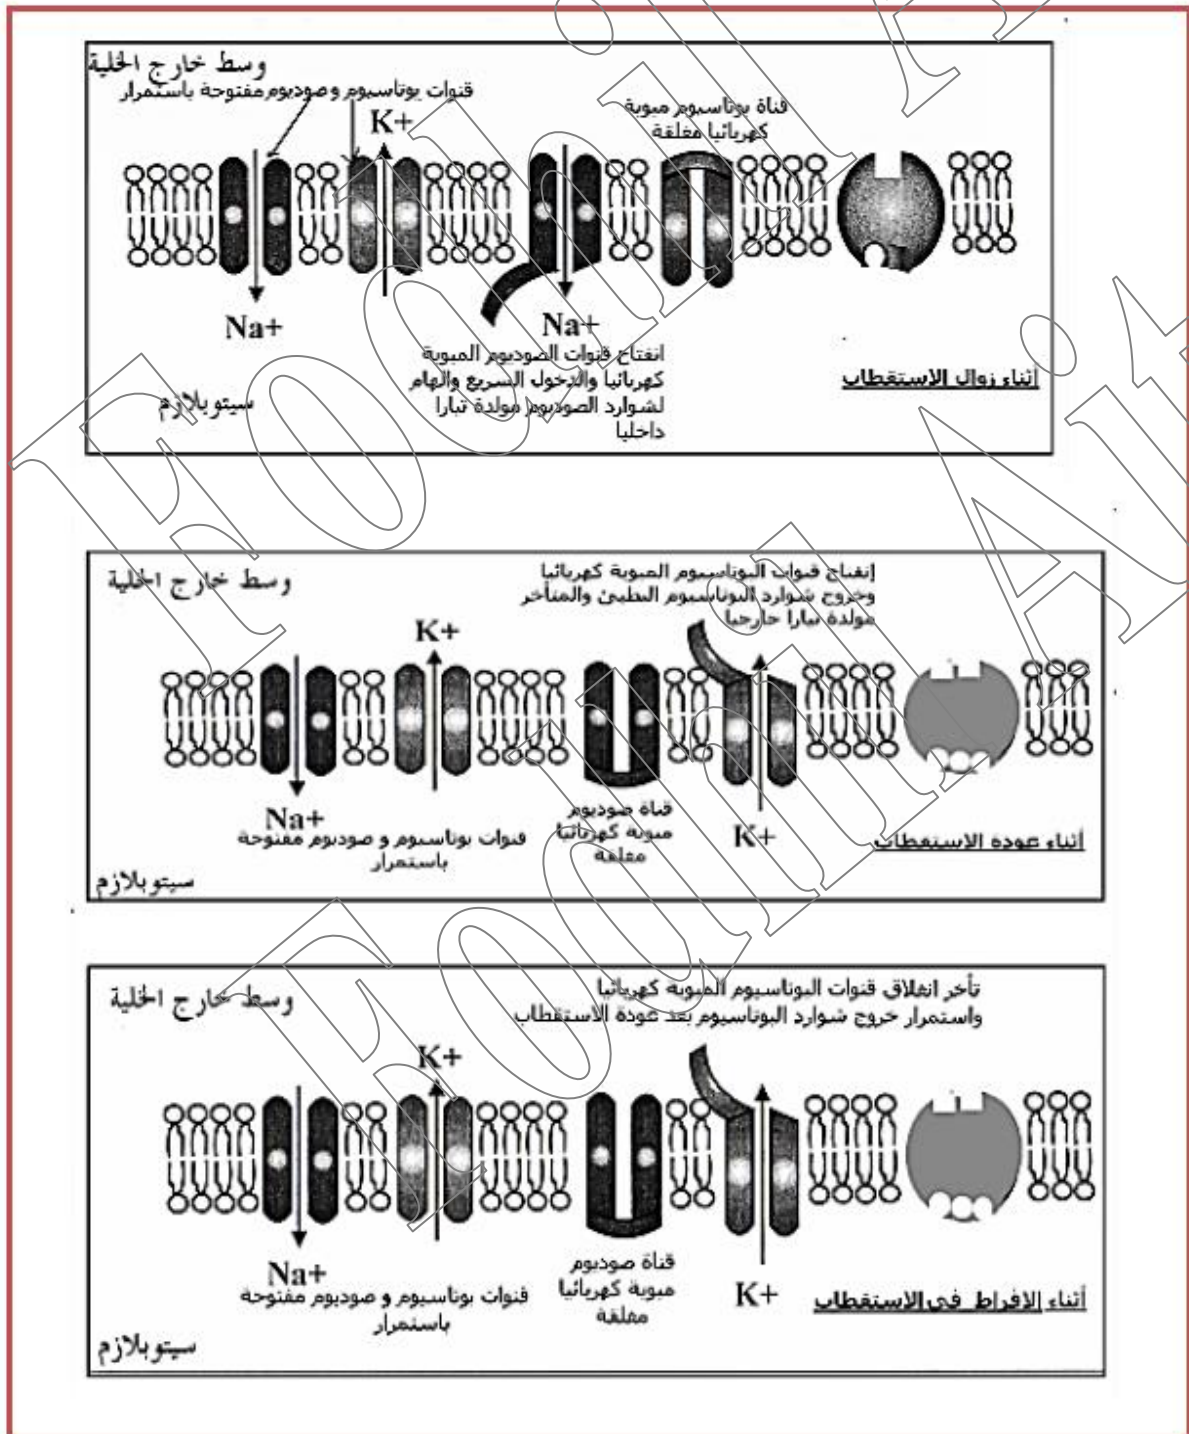 وسط خارج الخلية
قنوات بوتاسيوم و صوديوم مفتوحة باستمرار
K+
قناة بوتاسيوم مبوبة
كهربائيا مغلقة
Na+
Na+
انفتاح قنوات الصوديوم المبوبة
كهربائيا والدخول السريع والهام
لشوارد الصوديوم مولدة تيارا
داخليا
أثناء زوال الاستقطاب
سيتوبلازم
وسط خارج الخلية
إنفتاح قنوات البوتاسيوم المبوبة كهربائيا
وخروج شوارد البوتاسيوم البطيئ والمتأخر
مولدة تيارا خارجيا
K+
Na+
قنوات بوتاسيوم و صوديوم مفتوحة
باستمرار
قناة صوديوم
مبوبة كهربائيا
مغلقة
K+
أثناء عودة الاستقطاب
سيتوبلازم
وسط خارج الخلية
تأخر انغلاق قنوات البوتاسيوم المبوبة كهربائيا
واستمرار خروج شوارد البوتاسيوم بعد عودة الاستقطاب
K+
Na+
قنوات بوتاسيوم و صوديوم مفتوحة
باستمرار
قناة صوديوم
مبوبة كهربائيا
مغلقة
K+
أثناء الافراط في الاستقطاب
سيتوبلازم